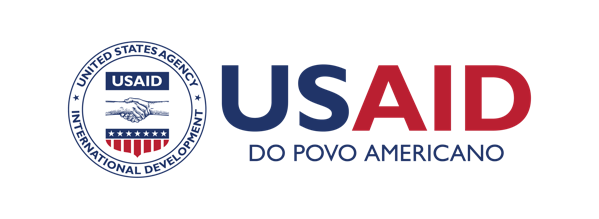 UNITED STATES AGENCY
USAID
INTERNATIONAL DEVELOPMENT
USAID
DO POVO AMERICANO